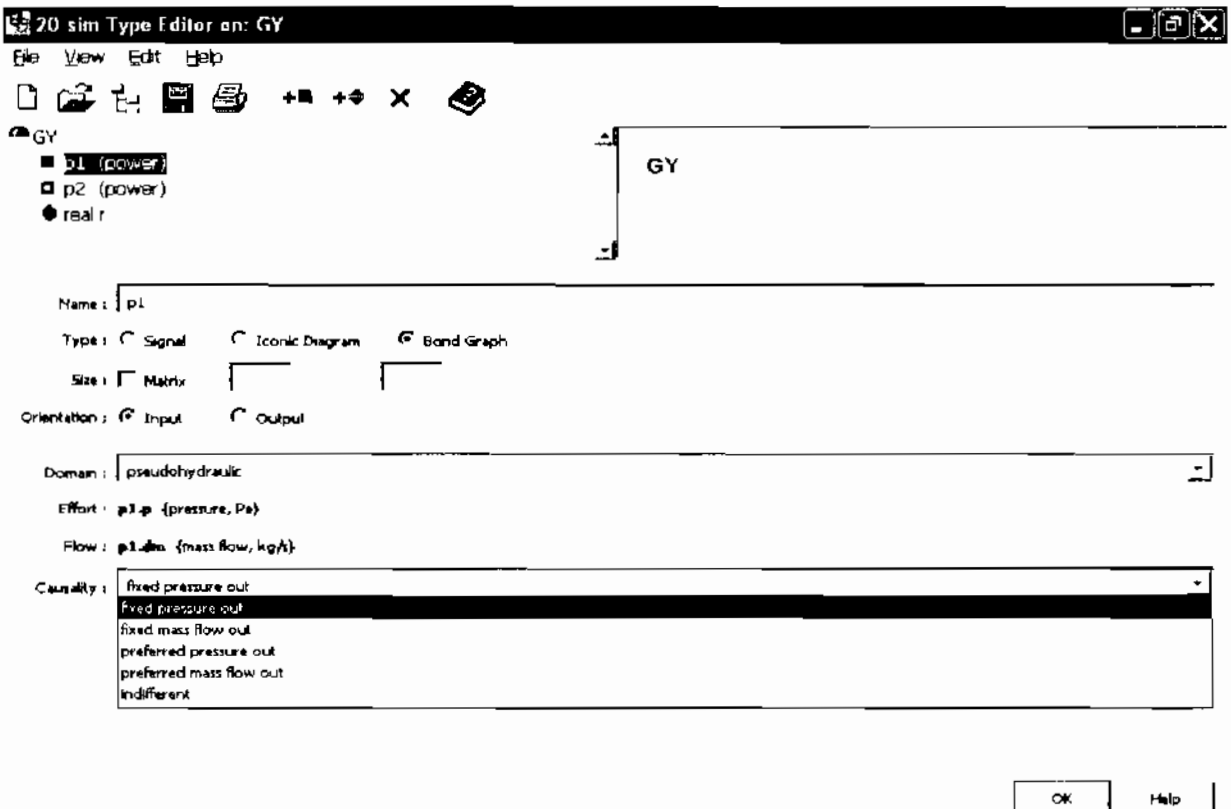 20 sim Type Editor on: GY
File View Edit Help
GY
p1 (power)
p2 (power)
real r
GY
Name : p1
Type : Signal Iconic Diagram Bond Graph
Size : Matrix
Orientation : Input Output
Domain : pseudohydraulic
Effort : p1.p {pressure, Pa}
Flow : p1.dm {mass flow, kg/s}
Causality : fixed pressure out
fixed pressure out
fixed mass flow out
preferred pressure out
preferred mass flow out
indifferent
OK Help